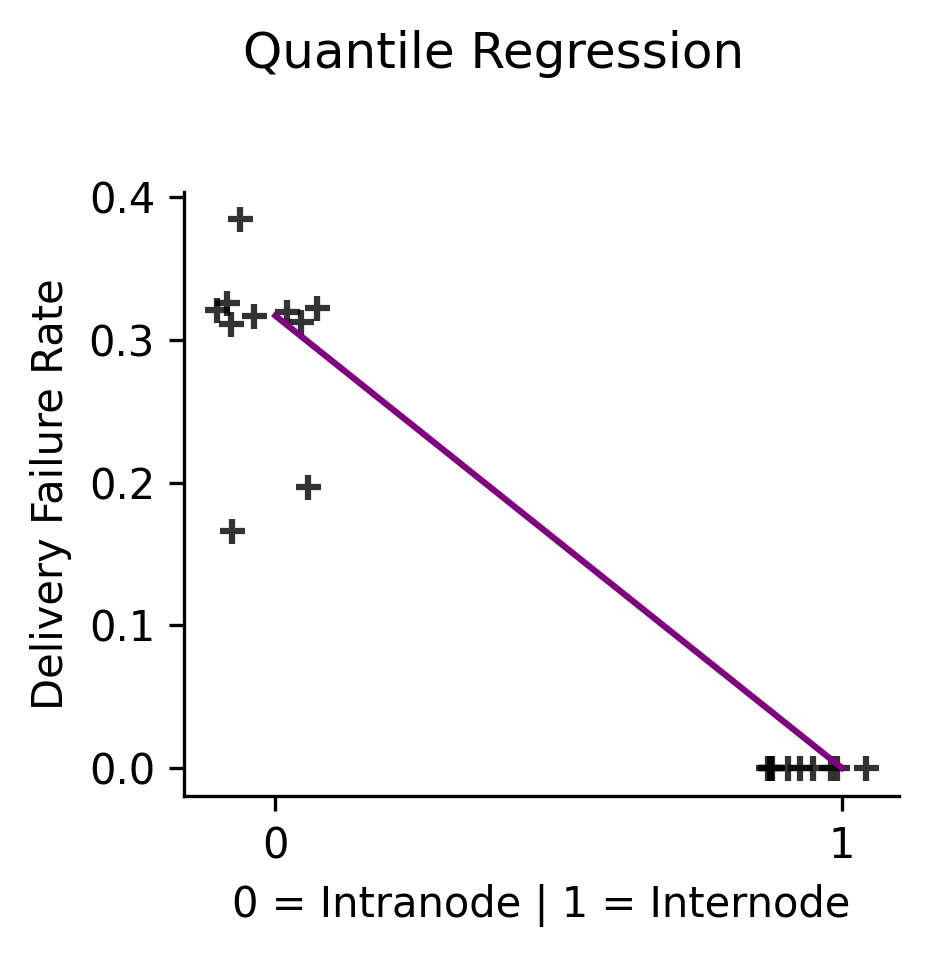 Quantile Regression
Delivery Failure Rate
0.4
0.3
0.2
0.1
0.0
0 1
0 = Intranode | 1 = Internode